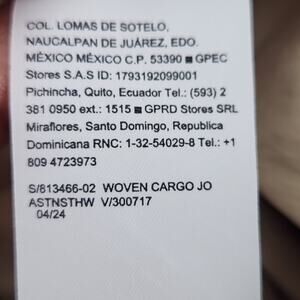 COL. LOMAS DE SOTELO,
NAUCALPAN DE JUÁREZ, EDO.
MÉXICO MÉXICO C.P. 53390 ■ GPEC
Stores S.A.S ID: 1793192099001
Pichincha, Quito, Ecuador Tel.: (593) 2
381 0950 ext.: 1515 ■ GPRD Stores SRL
Miraflores, Santo Domingo, Republica
Dominicana RNC: 1-32-54029-8 Tel.: +1
809 4723973
S/813466-02 WOVEN CARGO JO
ASTNSTHW V/300717
04/24